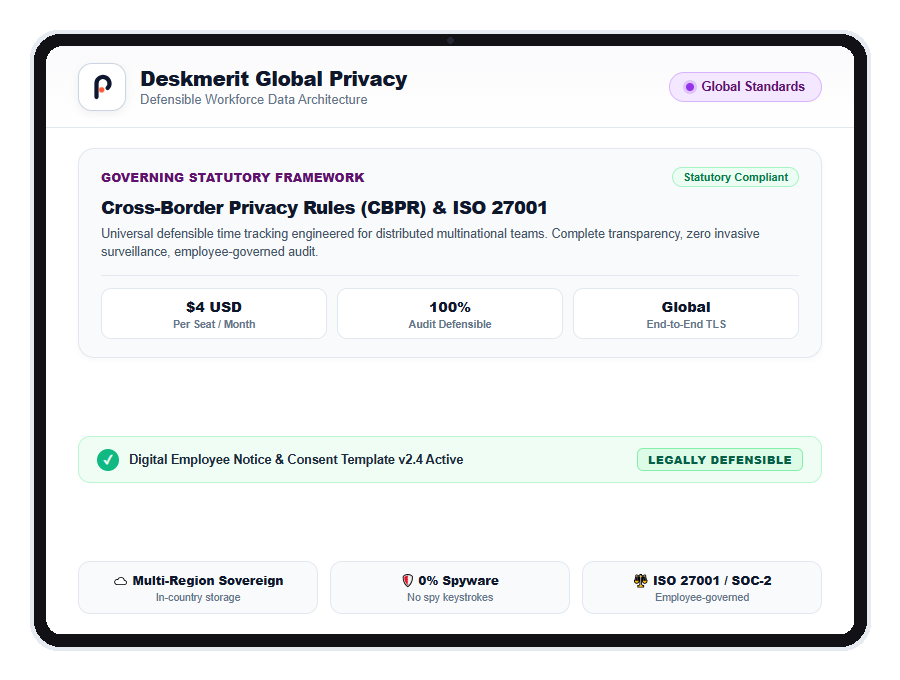 Deskmerit Global Privacy
Defensible Workforce Data Architecture
Global Standards
GOVERNING STATUTORY FRAMEWORK
Statutory Compliant
Cross-Border Privacy Rules (CBPR) & ISO 27001
Universal defensible time tracking engineered for distributed multinational teams. Complete transparency, zero invasive
surveillance, employee-governed audit.
$4 USD
Per Seat / Month
100%
Audit Defensible
Global
End-to-End TLS
Digital Employee Notice & Consent Template v2.4 Active
LEGALLY DEFENSIBLE
Multi-Region Sovereign
In-country storage
0% Spyware
No spy keystrokes
ISO 27001 / SOC-2
Employee-governed